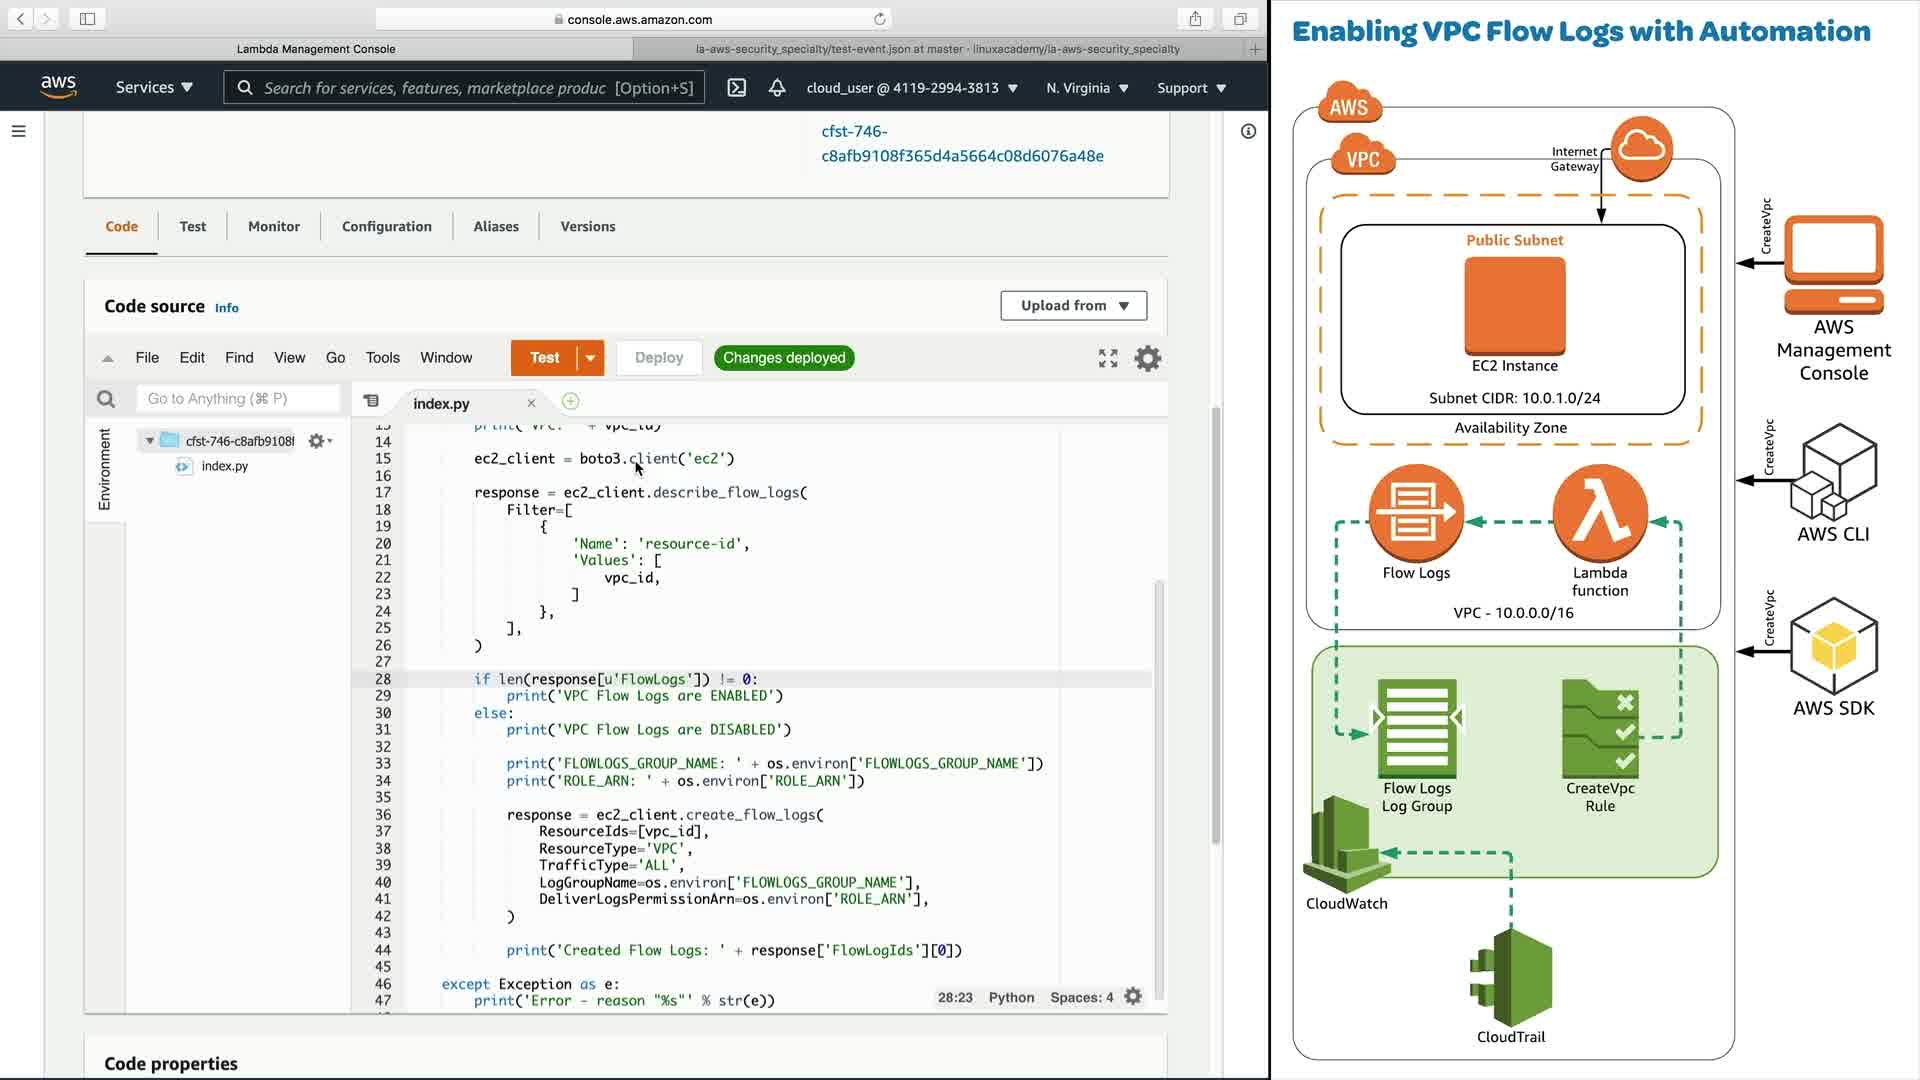 console.aws.amazon.com
Lambda Management Console
la-aws-security_specialty/test-event.json at master · linuxacademy/la-aws-security_specialty
aws
Services ▼
Search for services, features, marketplace produc
[Option+S]
cloud_user @ 4119-2994-3813 ▼
N. Virginia ▼
Support ▼
cfst-746-
c8afb9108f365d4a5664c08d6076a48e
Code
Test
Monitor
Configuration
Aliases
Versions
Code source Info
Upload from ▼
File
Edit
Find
View
Go
Tools
Window
Test
Deploy
Changes deployed
Go to Anything (⌘ P)
index.py
Environment
cfst-746-c8afb9108f
index.py
13 print('VPC: ' + vpc_id)
14
15 ec2_client = boto3.client('ec2')
16
17 response = ec2_client.describe_flow_logs(
18 Filter=[
19 {
20 'Name': 'resource-id',
21 'Values': [
22 vpc_id,
23 ]
24 },
25 ],
26 )
27
28 if len(response[u'FlowLogs']) != 0:
29 print('VPC Flow Logs are ENABLED')
30 else:
31 print('VPC Flow Logs are DISABLED')
32
33 print('FLOWLOGS_GROUP_NAME: ' + os.environ['FLOWLOGS_GROUP_NAME'])
34 print('ROLE_ARN: ' + os.environ['ROLE_ARN'])
35
36 response = ec2_client.create_flow_logs(
37 ResourceIds=[vpc_id],
38 ResourceType='VPC',
39 TrafficType='ALL',
40 LogGroupName=os.environ['FLOWLOGS_GROUP_NAME'],
41 DeliverLogsPermissionArn=os.environ['ROLE_ARN'],
42 )
43
44 print('Created Flow Logs: ' + response['FlowLogIds'][0])
45
46 except Exception as e:
47 print('Error - reason "%s"' % str(e))
28:23 Python Spaces: 4
Code properties
Enabling VPC Flow Logs with Automation
AWS
VPC
Internet
Gateway
Public Subnet
EC2 Instance
Subnet CIDR: 10.0.1.0/24
Availability Zone
Flow Logs
Lambda
function
VPC - 10.0.0.0/16
Flow Logs
Log Group
CreateVpc
Rule
CloudWatch
CloudTrail
CreateVpc
AWS
Management
Console
CreateVpc
AWS CLI
CreateVpc
AWS SDK